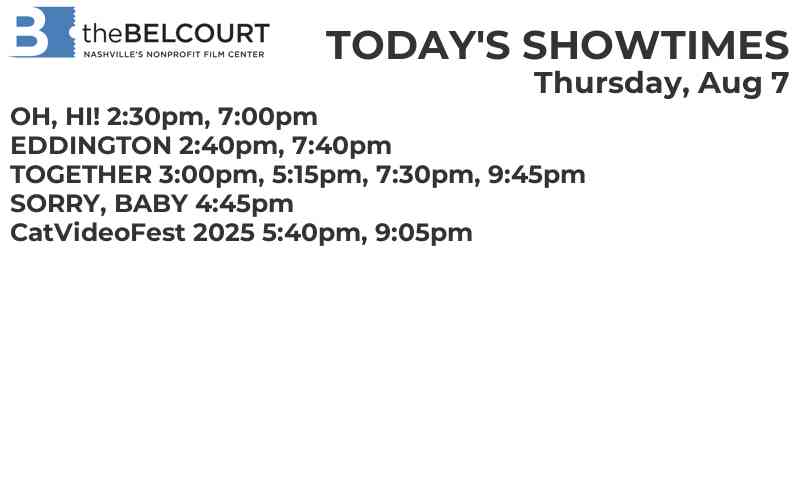 B theBELCOURT
NASHVILLE'S NONPROFIT FILM CENTER
TODAY'S SHOWTIMES
Thursday, Aug 7
OH, HI! 2:30pm, 7:00pm
EDDINGTON 2:40pm, 7:40pm
TOGETHER 3:00pm, 5:15pm, 7:30pm, 9:45pm
SORRY, BABY 4:45pm
CatVideoFest 2025 5:40pm, 9:05pm